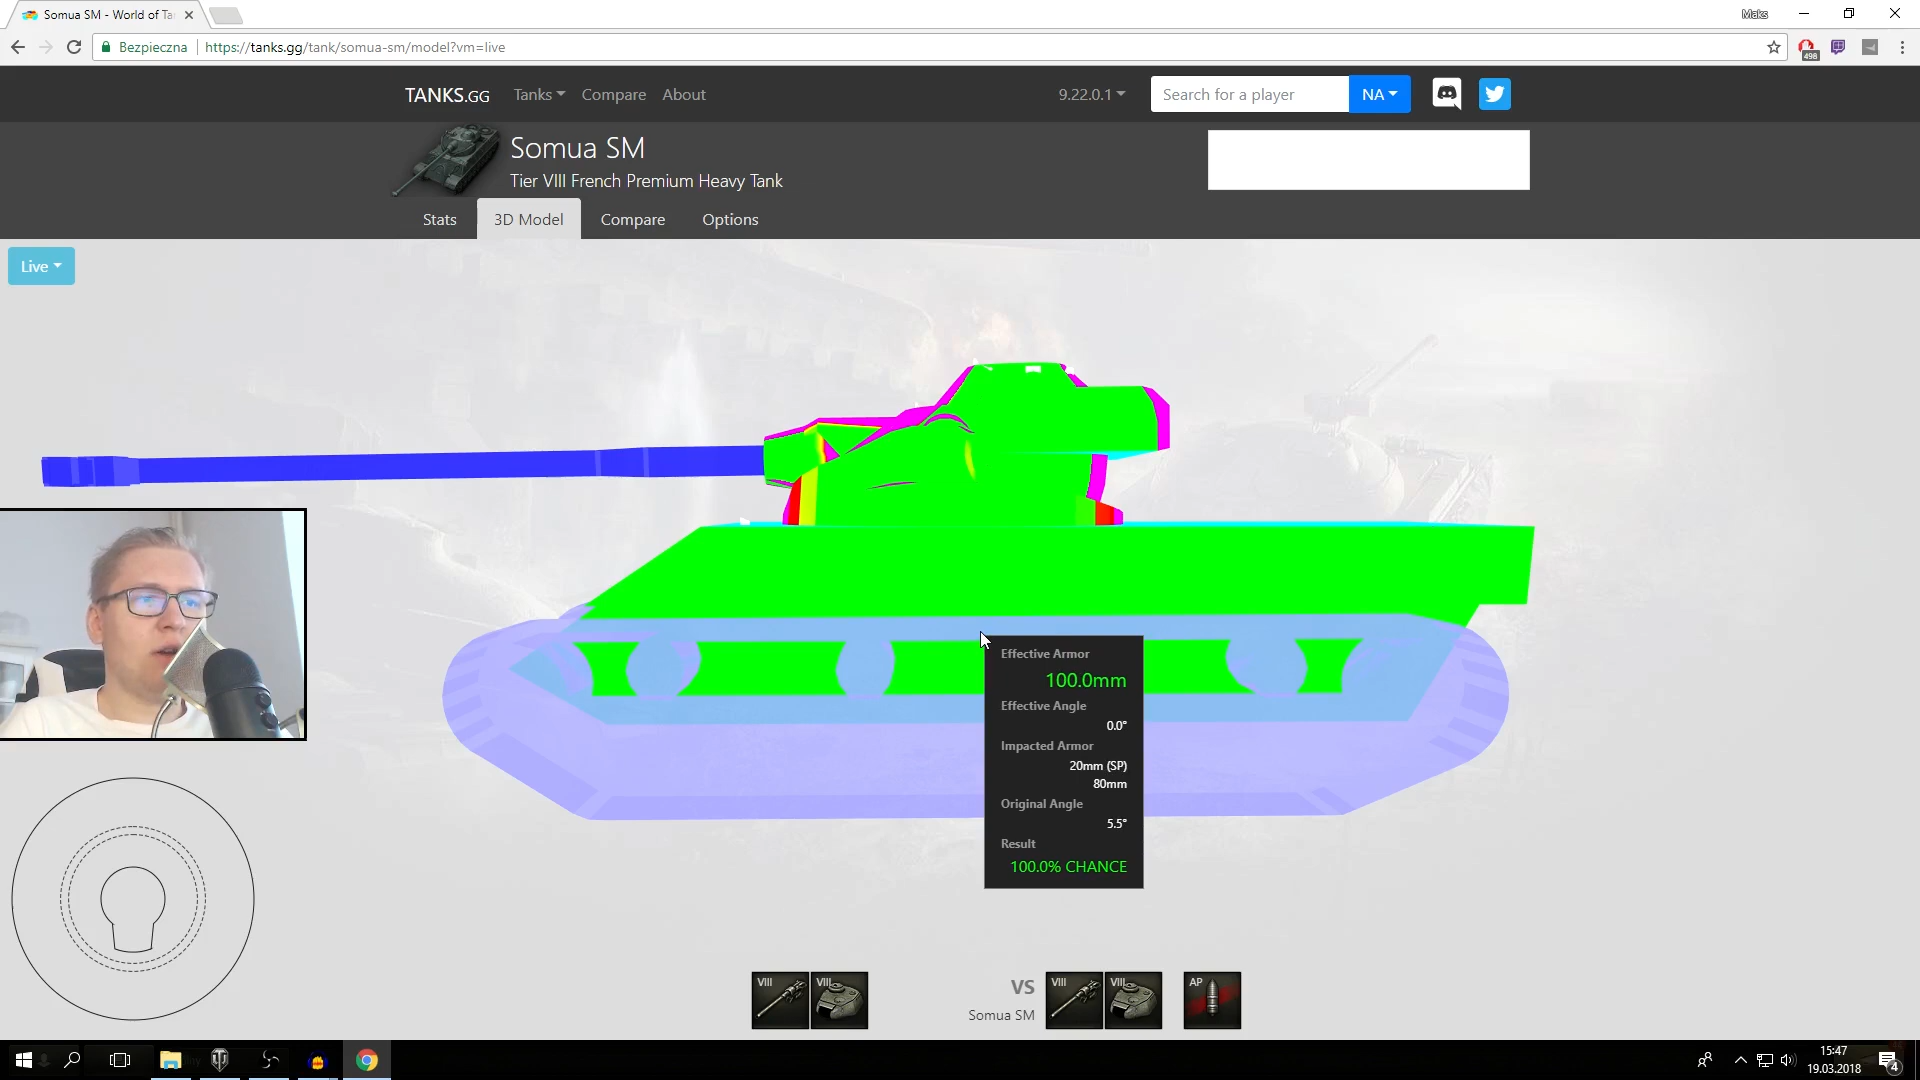 Somua SM - World of Ta
Maks
Bezpieczna
https://tanks.gg/tank/somua-sm/model?vm=live
498
TANKS.GG
Tanks
Compare
About
9.22.0.1
Search for a player
NA
Somua SM
Tier VIII French Premium Heavy Tank
Stats
3D Model
Compare
Options
Live
Effective Armor
100.0mm
Effective Angle
0.0°
Impacted Armor
20mm (SP)
80mm
Original Angle
5.5°
Result
100.0% CHANCE
VIII
VIII
VS
Somua SM
VIII
VIII
AP
15:47
19.03.2018
4